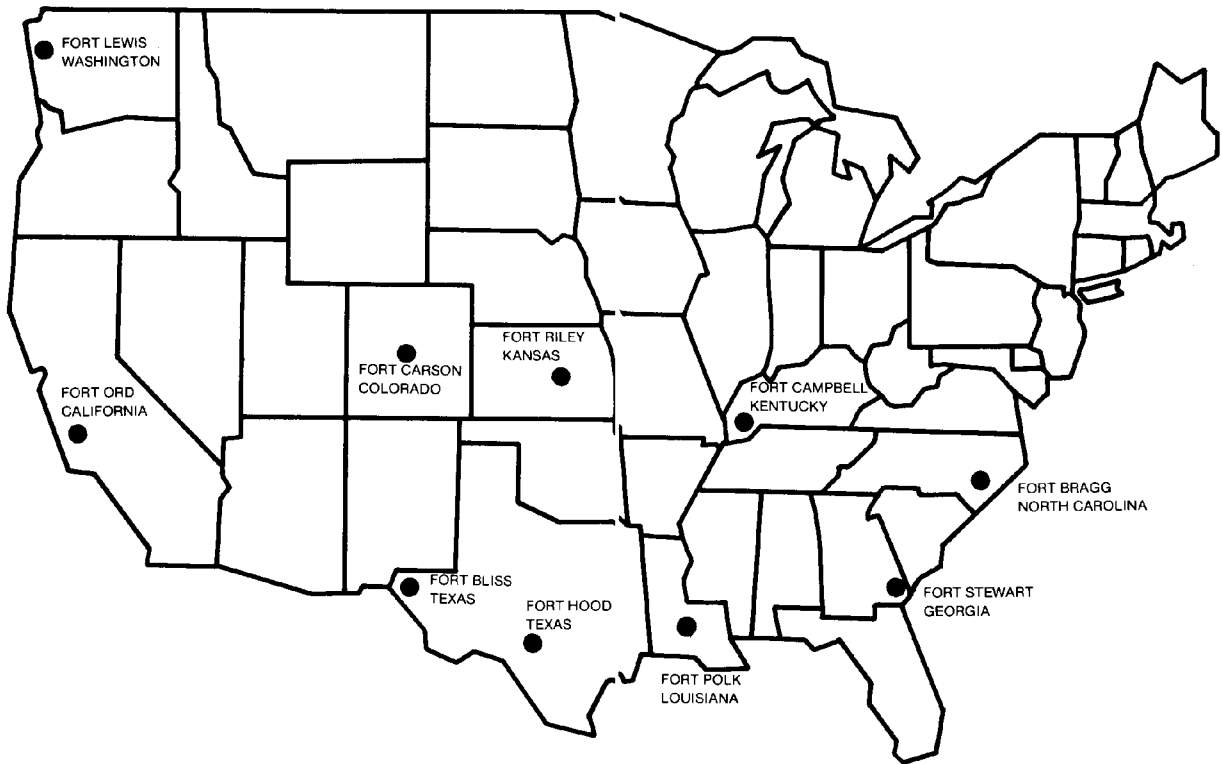 FORT LEWIS
WASHINGTON
FORT RILEY
KANSAS
FORT CARSON
COLORADO
FORT ORD
CALIFORNIA
FORT CAMPBELL
KENTUCKY
FORT BRAGG
NORTH CAROLINA
FORT BLISS
TEXAS
FORT HOOD
TEXAS
FORT STEWART
GEORGIA
FORT POLK
LOUISIANA